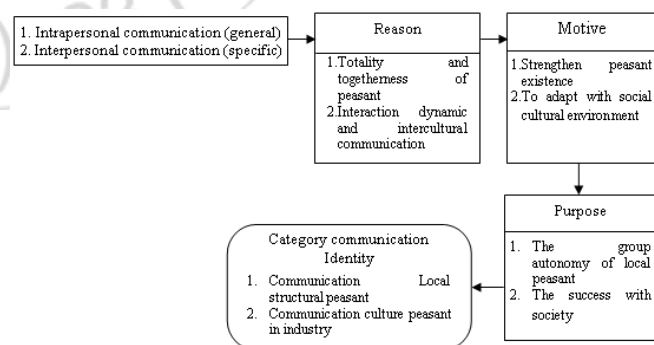 1. Intrapersonal communication (general)
2. Interpersonal communication (specific)
Reason
1.Totality and
togetherness of
peasant
2.Interaction dynamic
and intercultural
communication
Motive
1.Strengthen peasant
existence
2.To adapt with social
cultural environment
Purpose
1. The group
autonomy of local
peasant
2. The success with
society
Category communication
Identity
1. Communication Local
structural peasant
2. Communication culture peasant
in industry